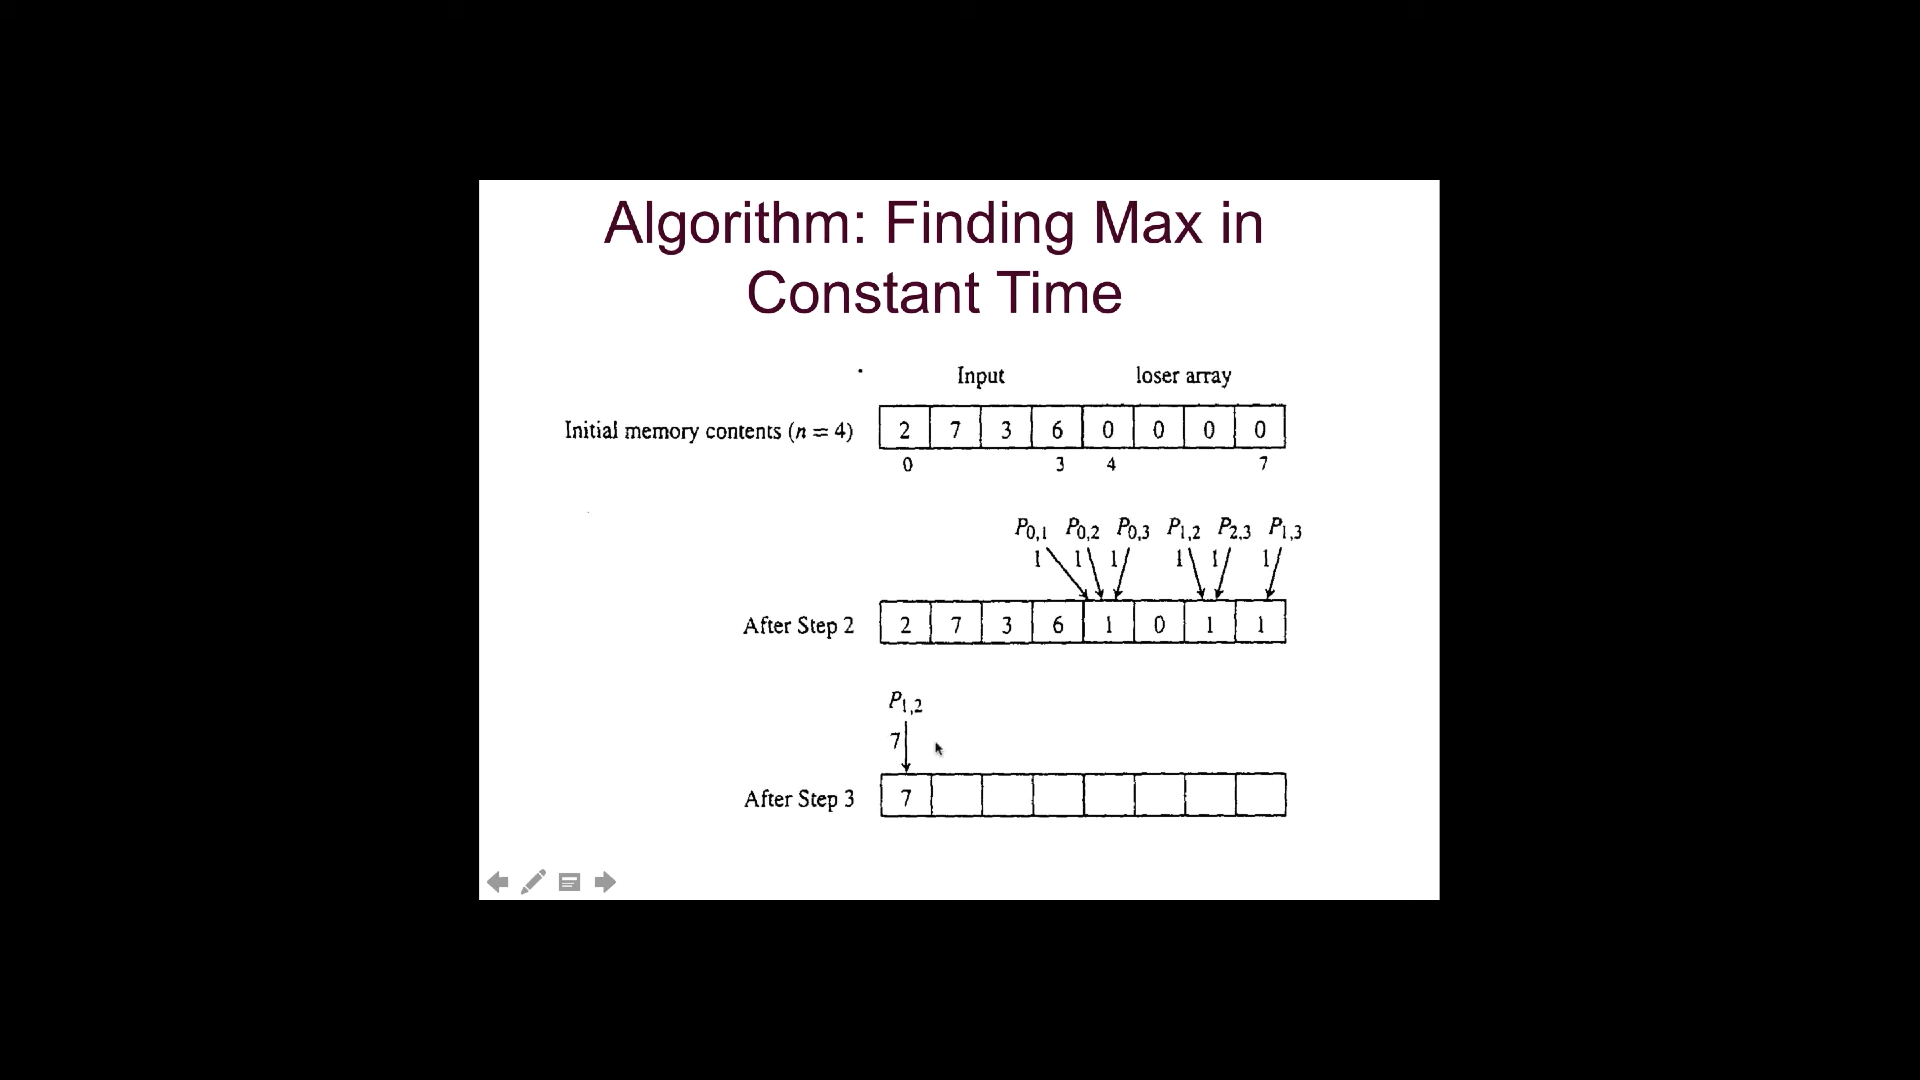 Algorithm: Finding Max in
Constant Time
Input loser array
Initial memory contents (n = 4) 2 7 3 6 0 0 0 0
0 3 4 7
P0,1 P0,2 P0,3 P1,2 P2,3 P1,3
1 1 1 1 1 1
After Step 2 2 7 3 6 1 0 1 1
P1,2
7
After Step 3 7